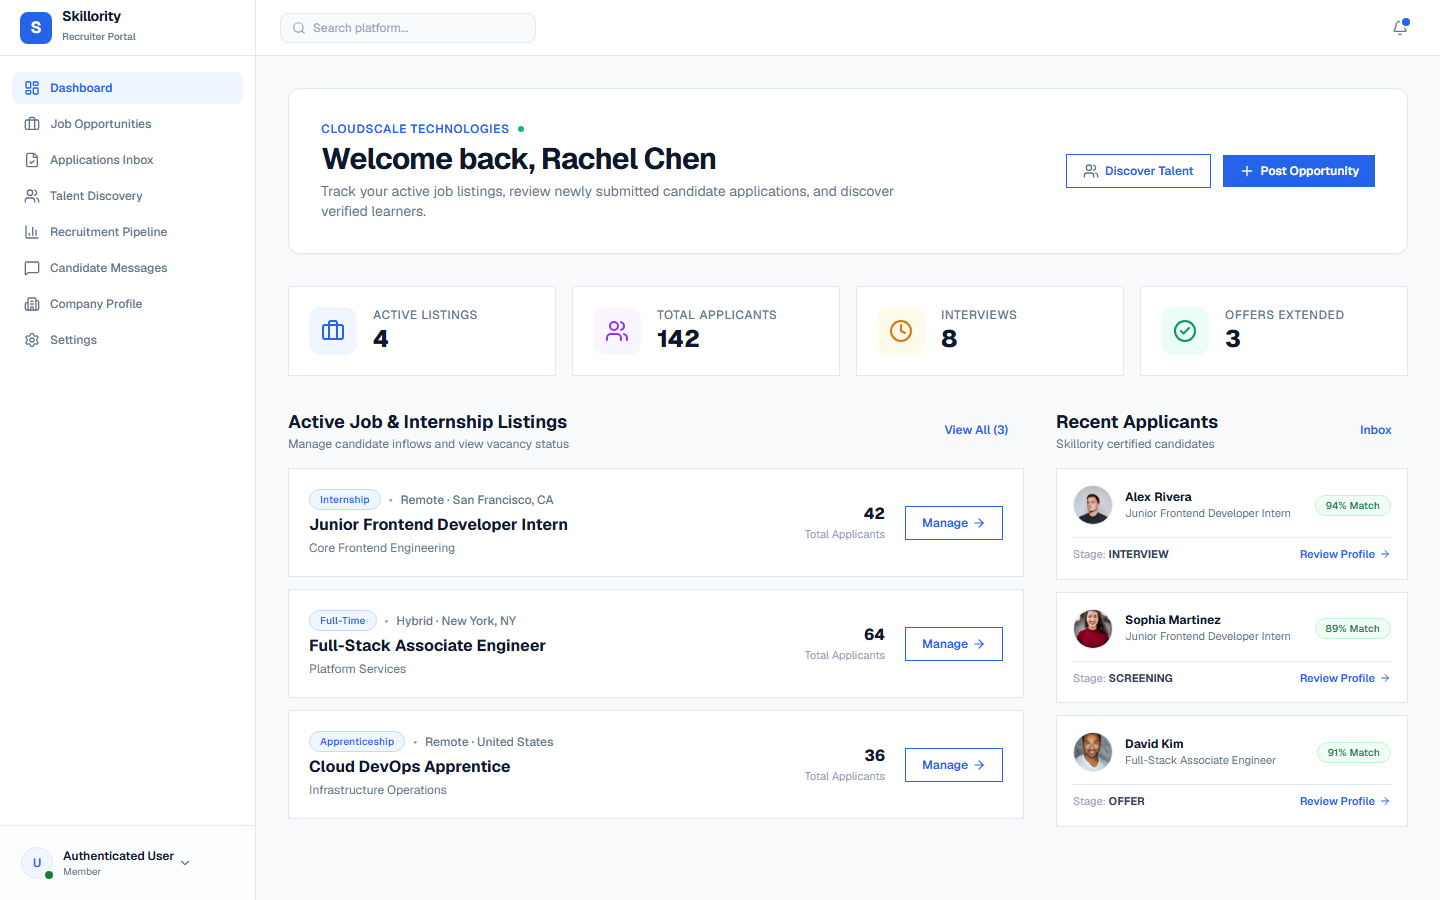 S
Skillority
Recruiter Portal
Search platform...
Dashboard
Job Opportunities
Applications Inbox
Talent Discovery
Recruitment Pipeline
Candidate Messages
Company Profile
Settings
U
Authenticated User
Member
CLOUDSCALE TECHNOLOGIES
Welcome back, Rachel Chen
Track your active job listings, review newly submitted candidate applications, and discover
verified learners.
Discover Talent
Post Opportunity
ACTIVE LISTINGS
4
TOTAL APPLICANTS
142
INTERVIEWS
8
OFFERS EXTENDED
3
Active Job & Internship Listings
Manage candidate inflows and view vacancy status
View All (3)
Internship • Remote · San Francisco, CA
Junior Frontend Developer Intern
Core Frontend Engineering
42
Total Applicants
Manage →
Full-Time • Hybrid · New York, NY
Full-Stack Associate Engineer
Platform Services
64
Total Applicants
Manage →
Apprenticeship • Remote · United States
Cloud DevOps Apprentice
Infrastructure Operations
36
Total Applicants
Manage →
Recent Applicants
Skillority certified candidates
Inbox
Alex Rivera
Junior Frontend Developer Intern
94% Match
Stage: INTERVIEW
Review Profile →
Sophia Martinez
Junior Frontend Developer Intern
89% Match
Stage: SCREENING
Review Profile →
David Kim
Full-Stack Associate Engineer
91% Match
Stage: OFFER
Review Profile →